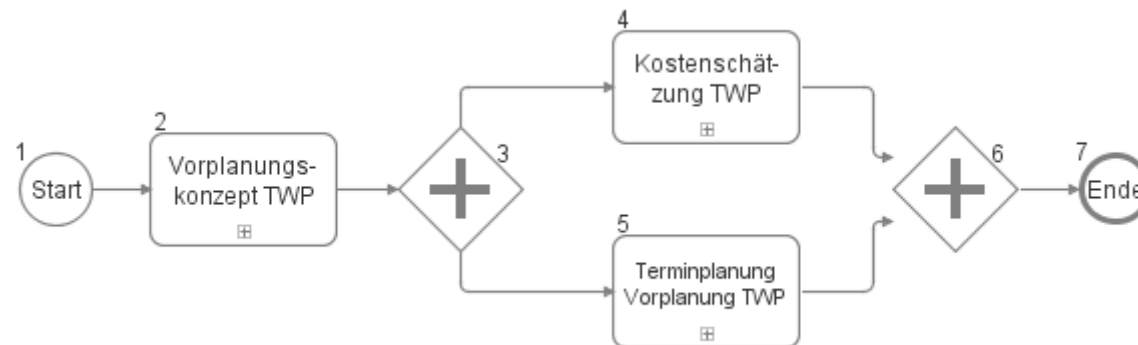 1
Start
2
Vorplanungs-
konzept TWP
3
4
Kostenschät-
zung TWP
5
Terminplanung
Vorplanung TWP
6
7
Ende